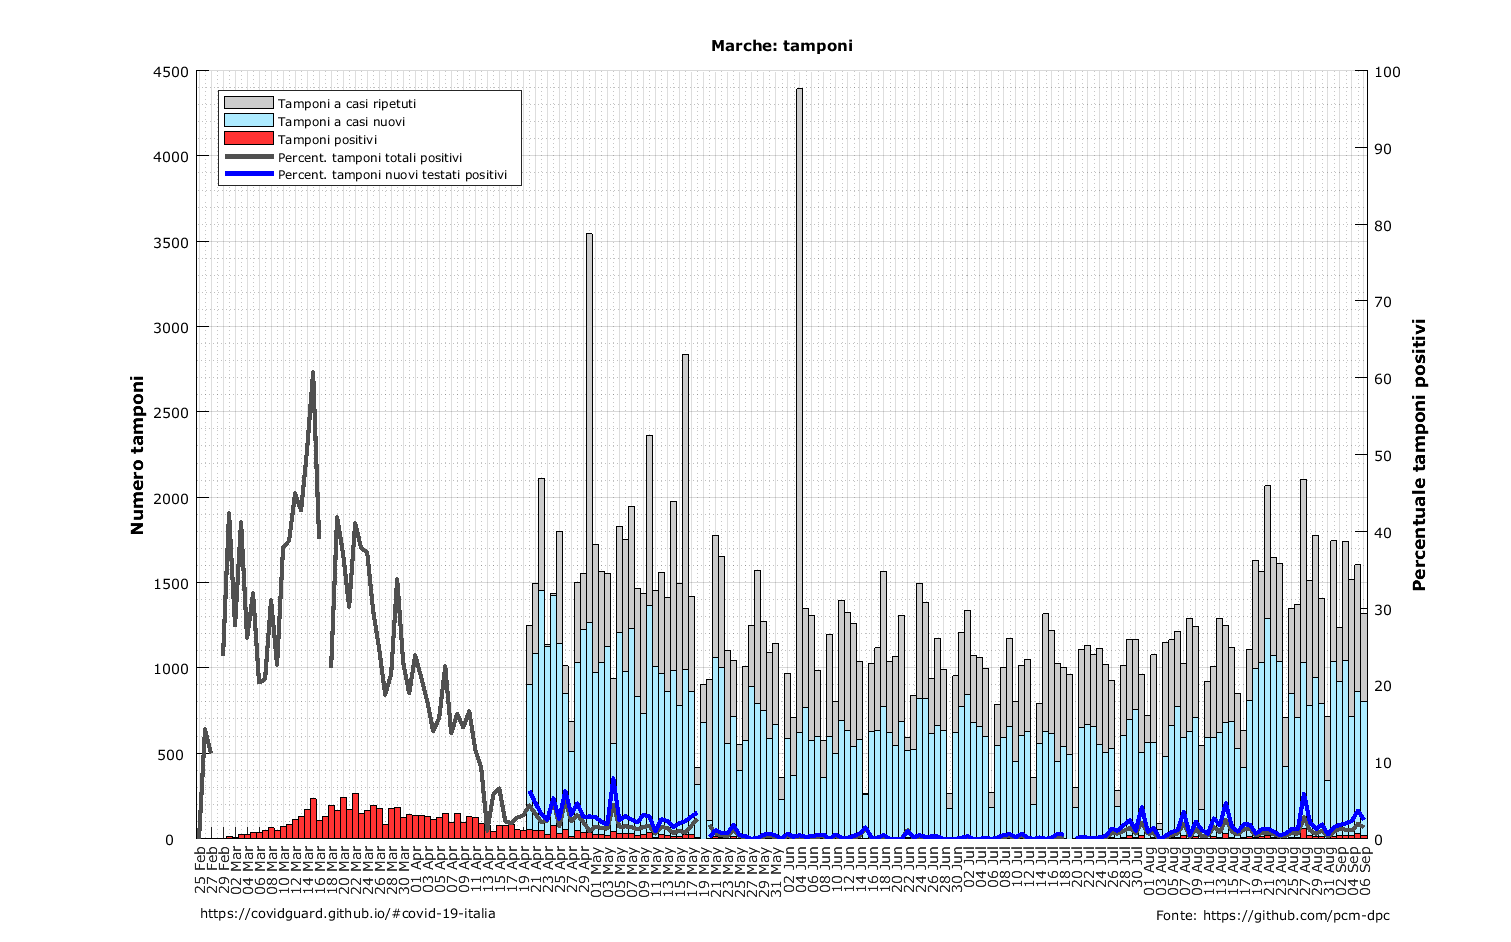 Marche: tamponi
4500
4000
3500
3000
2500
2000
1500
1000
500
0
100
90
80
70
60
50
40
30
20
10
0
Tamponi a casi ripetuti
Tamponi a casi nuovi
Tamponi positivi
Percent. tamponi totali positivi
Percent. tamponi nuovi testati positivi
Numero tamponi
Percentuale tamponi positivi
25 Feb
27 Feb
29 Feb
02 Mar
04 Mar
06 Mar
08 Mar
10 Mar
12 Mar
14 Mar
16 Mar
18 Mar
20 Mar
22 Mar
24 Mar
26 Mar
28 Mar
30 Mar
01 Apr
03 Apr
05 Apr
07 Apr
09 Apr
11 Apr
13 Apr
15 Apr
17 Apr
19 Apr
21 Apr
23 Apr
25 Apr
27 Apr
29 Apr
01 May
03 May
05 May
07 May
09 May
11 May
13 May
15 May
17 May
19 May
21 May
23 May
25 May
27 May
29 May
31 May
02 Jun
04 Jun
06 Jun
08 Jun
10 Jun
12 Jun
14 Jun
16 Jun
18 Jun
20 Jun
22 Jun
24 Jun
26 Jun
28 Jun
30 Jun
02 Jul
04 Jul
06 Jul
08 Jul
10 Jul
12 Jul
14 Jul
16 Jul
18 Jul
20 Jul
22 Jul
24 Jul
26 Jul
28 Jul
30 Jul
01 Aug
03 Aug
05 Aug
07 Aug
09 Aug
11 Aug
13 Aug
15 Aug
17 Aug
19 Aug
21 Aug
23 Aug
25 Aug
27 Aug
29 Aug
31 Aug
02 Sep
04 Sep
06 Sep
https://covidguard.github.io/#covid-19-italia
Fonte: https://github.com/pcm-dpc